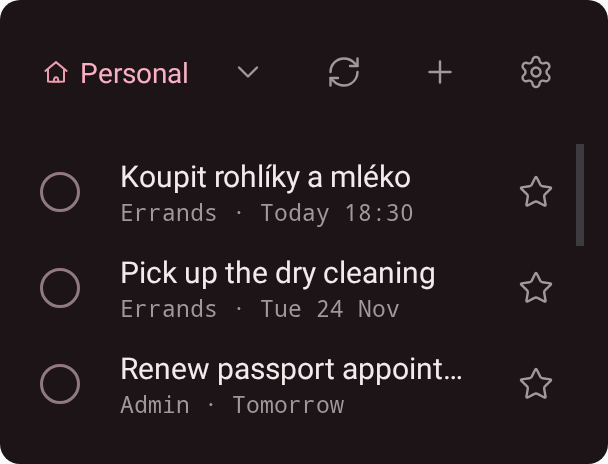 Personal
Koupit rohlíky a mléko
Errands · Today 18:30
Pick up the dry cleaning
Errands · Tue 24 Nov
Renew passport appoint…
Admin · Tomorrow